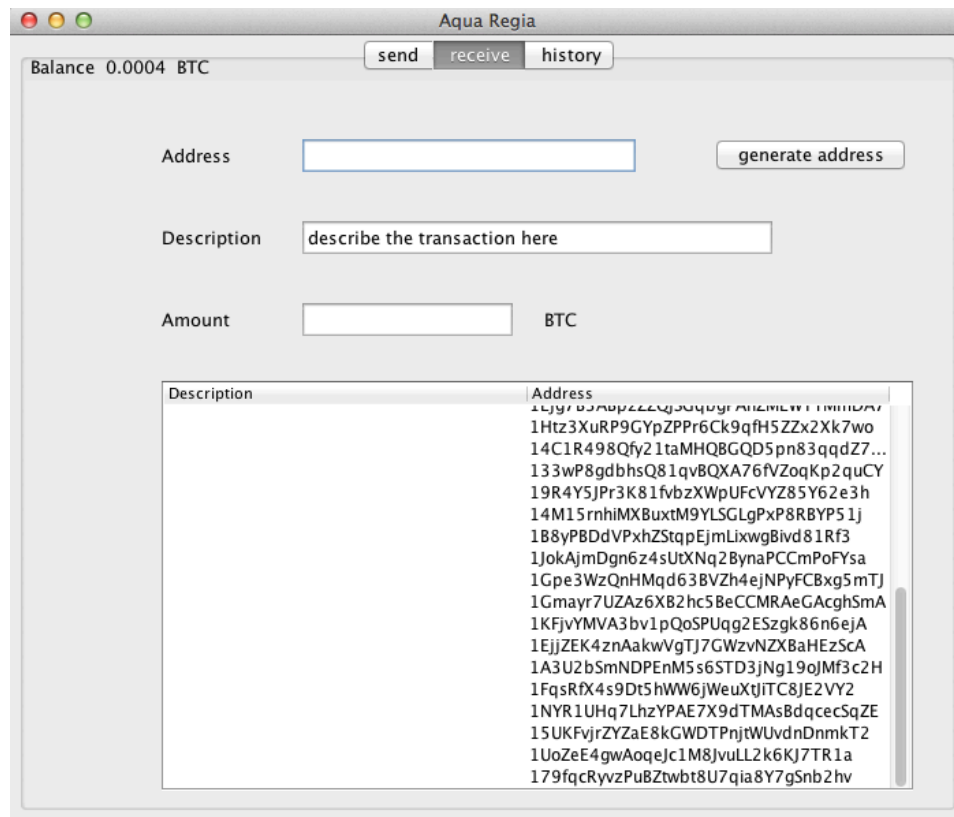 Aqua Regia
send receive history
Balance 0.0004 BTC
Address generate address
Description describe the transaction here
Amount BTC
Description Address
1Htz3XuRP9GYpZPPr6Ck9qfH5ZZx2Xk7wo
14C1R498Qfy21taMHQBGQD5pn83qqdZ7...
133wP8gdbhsQ81qvBQXA76fVZoqKp2quCY
19R4Y5JPr3K81fvbzXWpUFcVYZ85Y62e3h
14M15rnhiMXBuxtM9YLSGLgPxP8RBYP51j
1B8yPBDdVPxhZStqpEjmLixwgBivd81Rf3
1JokAjmDgn6z4sUtXNq2BynaPCCmPoFYsa
1Gpe3WzQnHMqd63BVZh4ejNPyFCBxg5mTJ
1Gmayr7UZAz6XB2hc5BeCCMRAeGAcghSmA
1KFjvYMVA3bv1pQoSPUqg2ESzgk86n6ejA
1EjjZEK4znAakwVgTJ7GWzvNZXBaHEzScA
1A3U2bSmNDPEnM5s6STD3jNg19oJMf3c2H
1FqsRfX4s9Dt5hWW6jWeuXtJiTC8JE2VY2
1NYR1UHq7LhzYPAE7X9dTMAsBdqcecSqZE
15UKFvjrZYZaE8kGWDTPnjtWUvdnDnmkT2
1UoZeE4gwAoqeJc1M8JvuLL2k6KJ7TR1a
179fqcRyvzPuBZtwbt8U7qia8Y7gSnb2hv